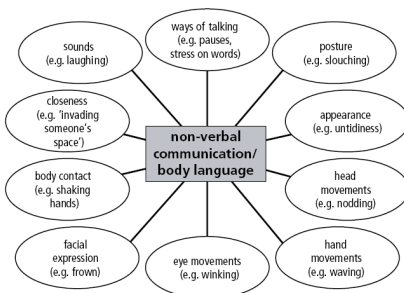 ways of talking
(e.g. pauses,
stress on words)
sounds
(e.g. laughing)
posture
(e.g. slouching)
closeness
(e.g. 'invading
someone's
space')
appearance
(e.g. untidiness)
non-verbal
communication/
body language
body contact
(e.g. shaking
hands)
head
movements
(e.g. nodding)
facial
expression
(e.g. frown)
eye movements
(e.g. winking)
hand
movements
(e.g. waving)